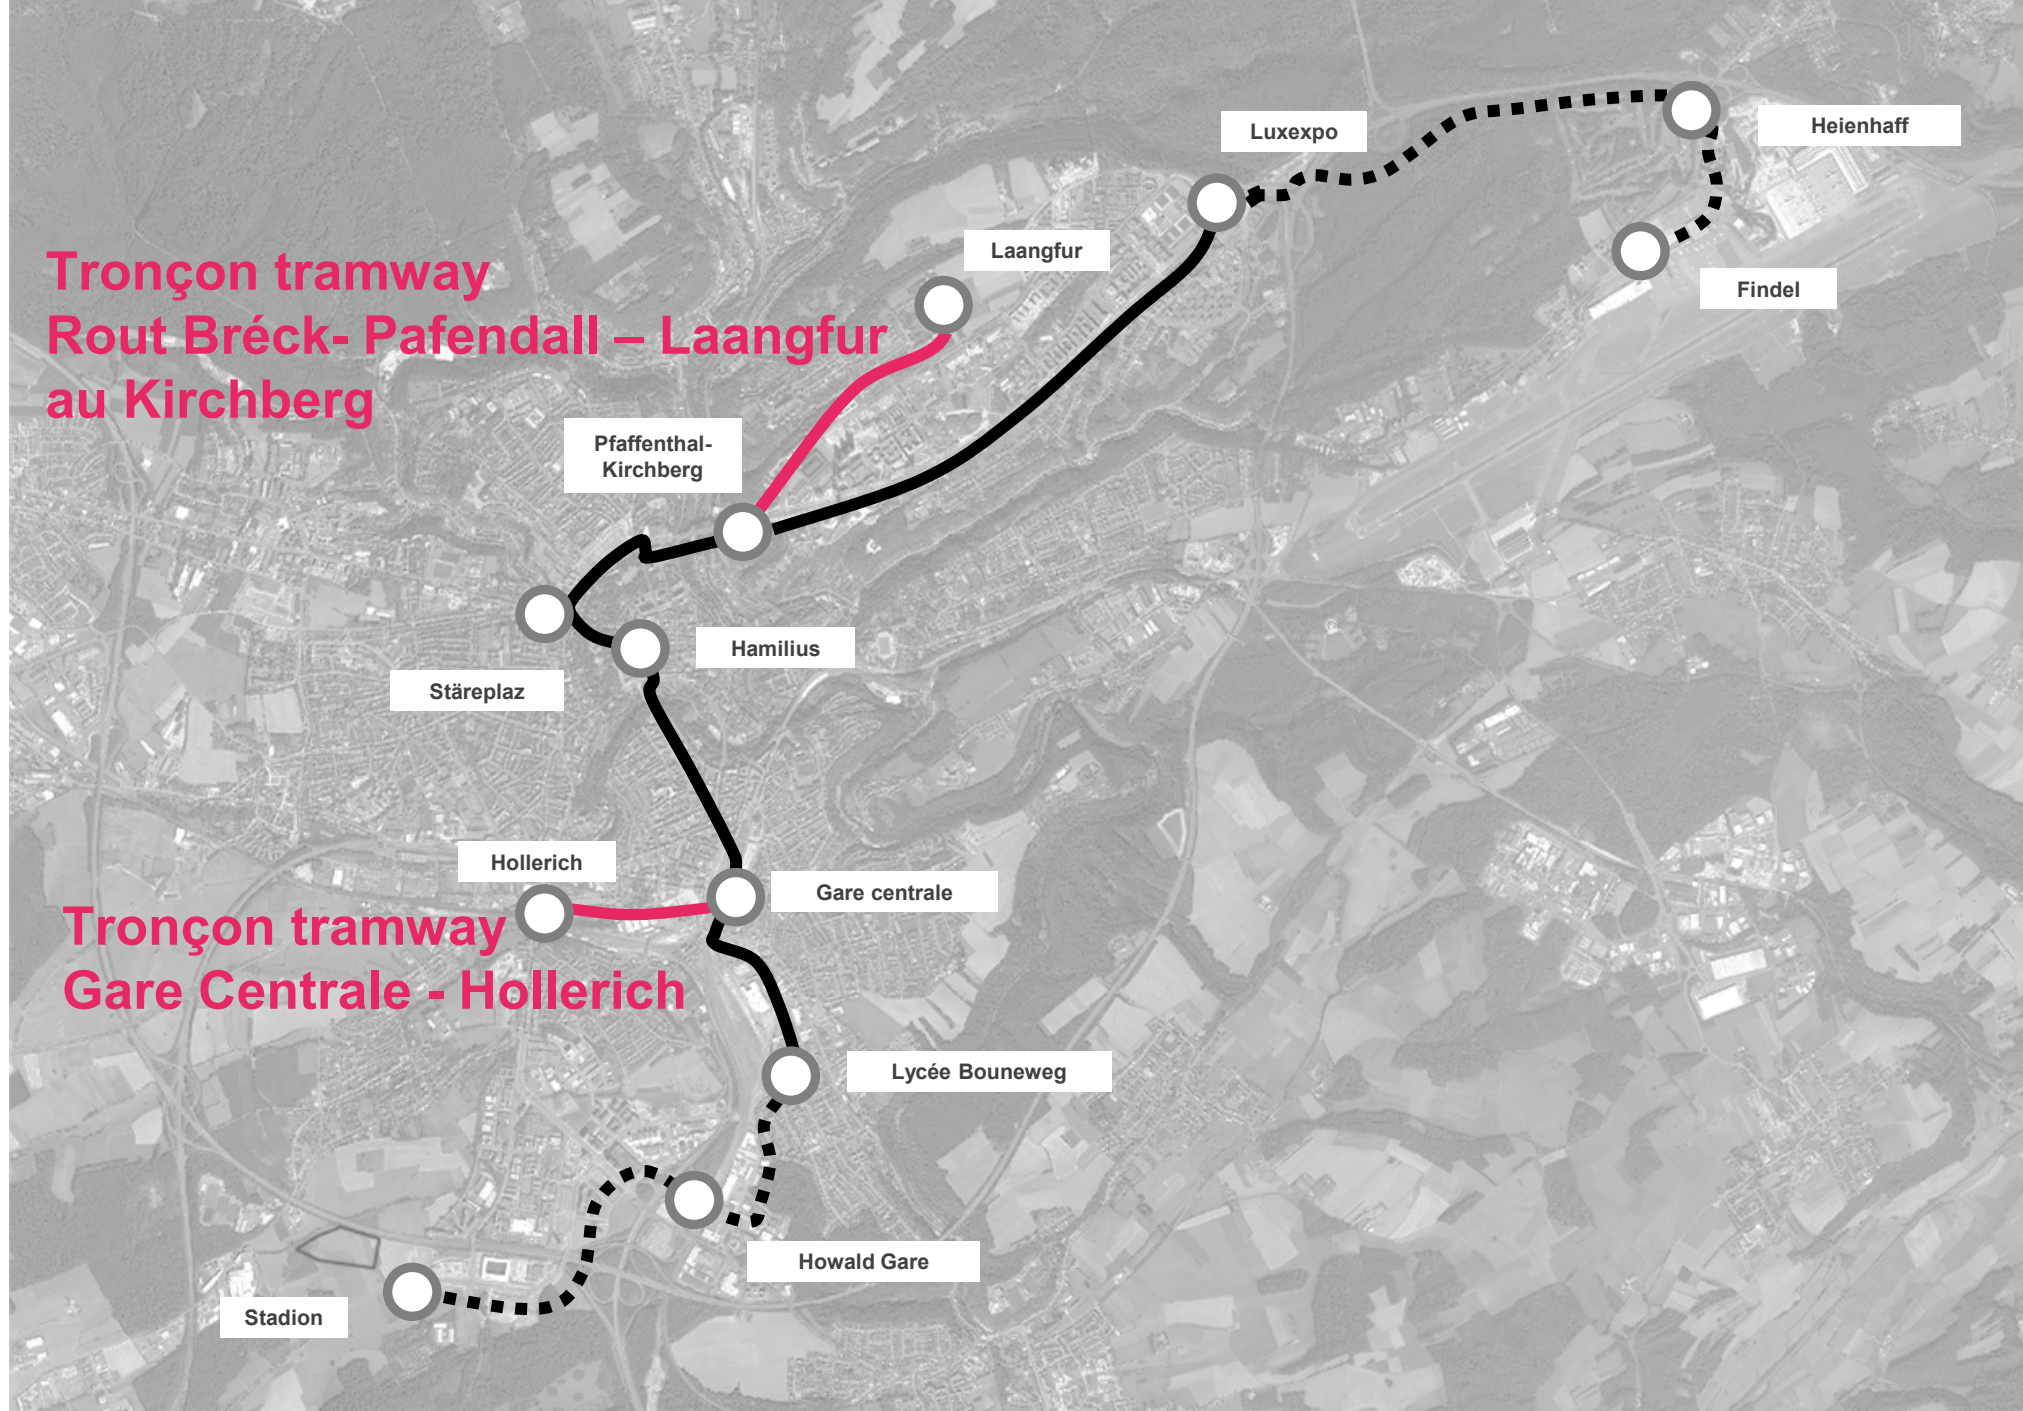 Luxexpo
Heienhaff
Laangfur
Findel
Tronçon tramway
Rout Bréck- Pafendall – Laangfur
au Kirchberg
Pfaffenthal-
Kirchberg
Hamilius
Stäreplaz
Hollerich
Gare centrale
Tronçon tramway
Gare Centrale - Hollerich
Lycée Bouneweg
Howald Gare
Stadion